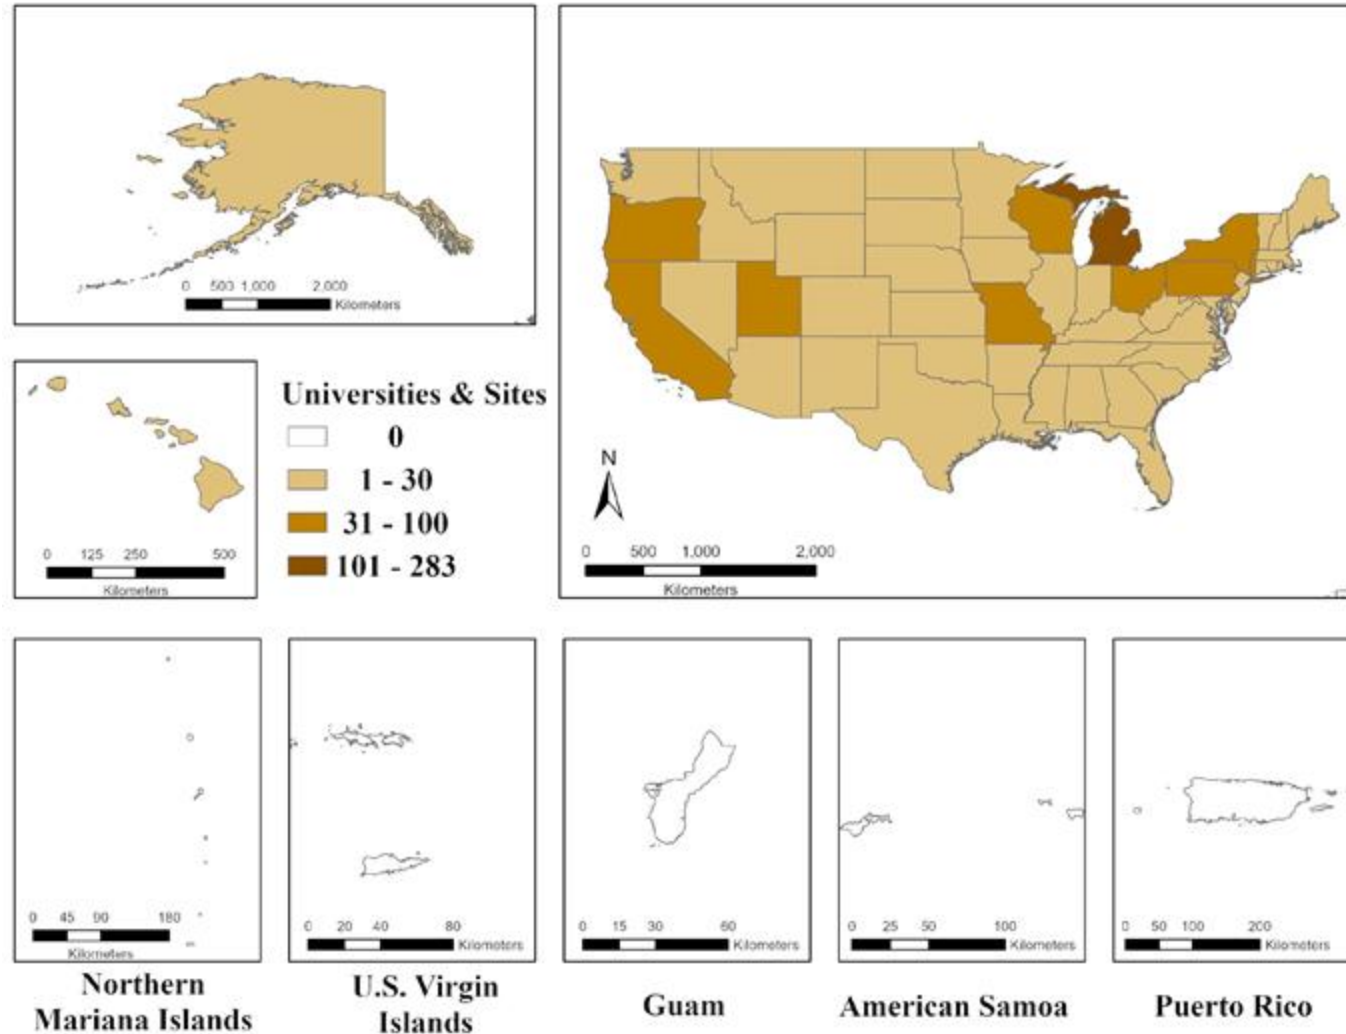 0 500 1,000 2,000
Kilometers
0 125 250 500
Kilometers
Universities & Sites
0
1 - 30
31 - 100
101 - 283
N
0 500 1,000 2,000
Kilometers
0 45 90 180
Kilometers
Northern
Mariana Islands
0 20 40 80
Kilometers
U.S. Virgin
Islands
0 15 30 60
Kilometers
Guam
0 25 50 100
Kilometers
American Samoa
0 50 100 200
Kilometers
Puerto Rico